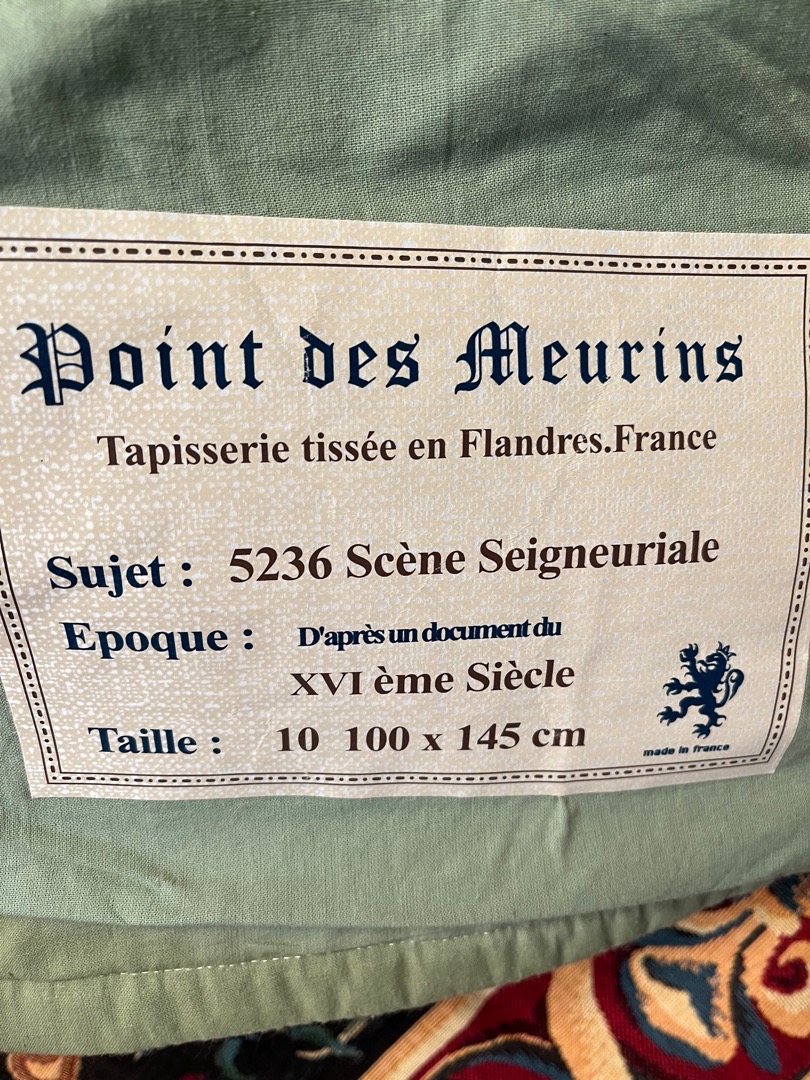 Point des Meurins
Tapisserie tissée en Flandres.France
Sujet : 5236 Scène Seigneuriale
Epoque : D'après un document du
XVI ème Siècle
Taille : 10 100 x 145 cm
made in france